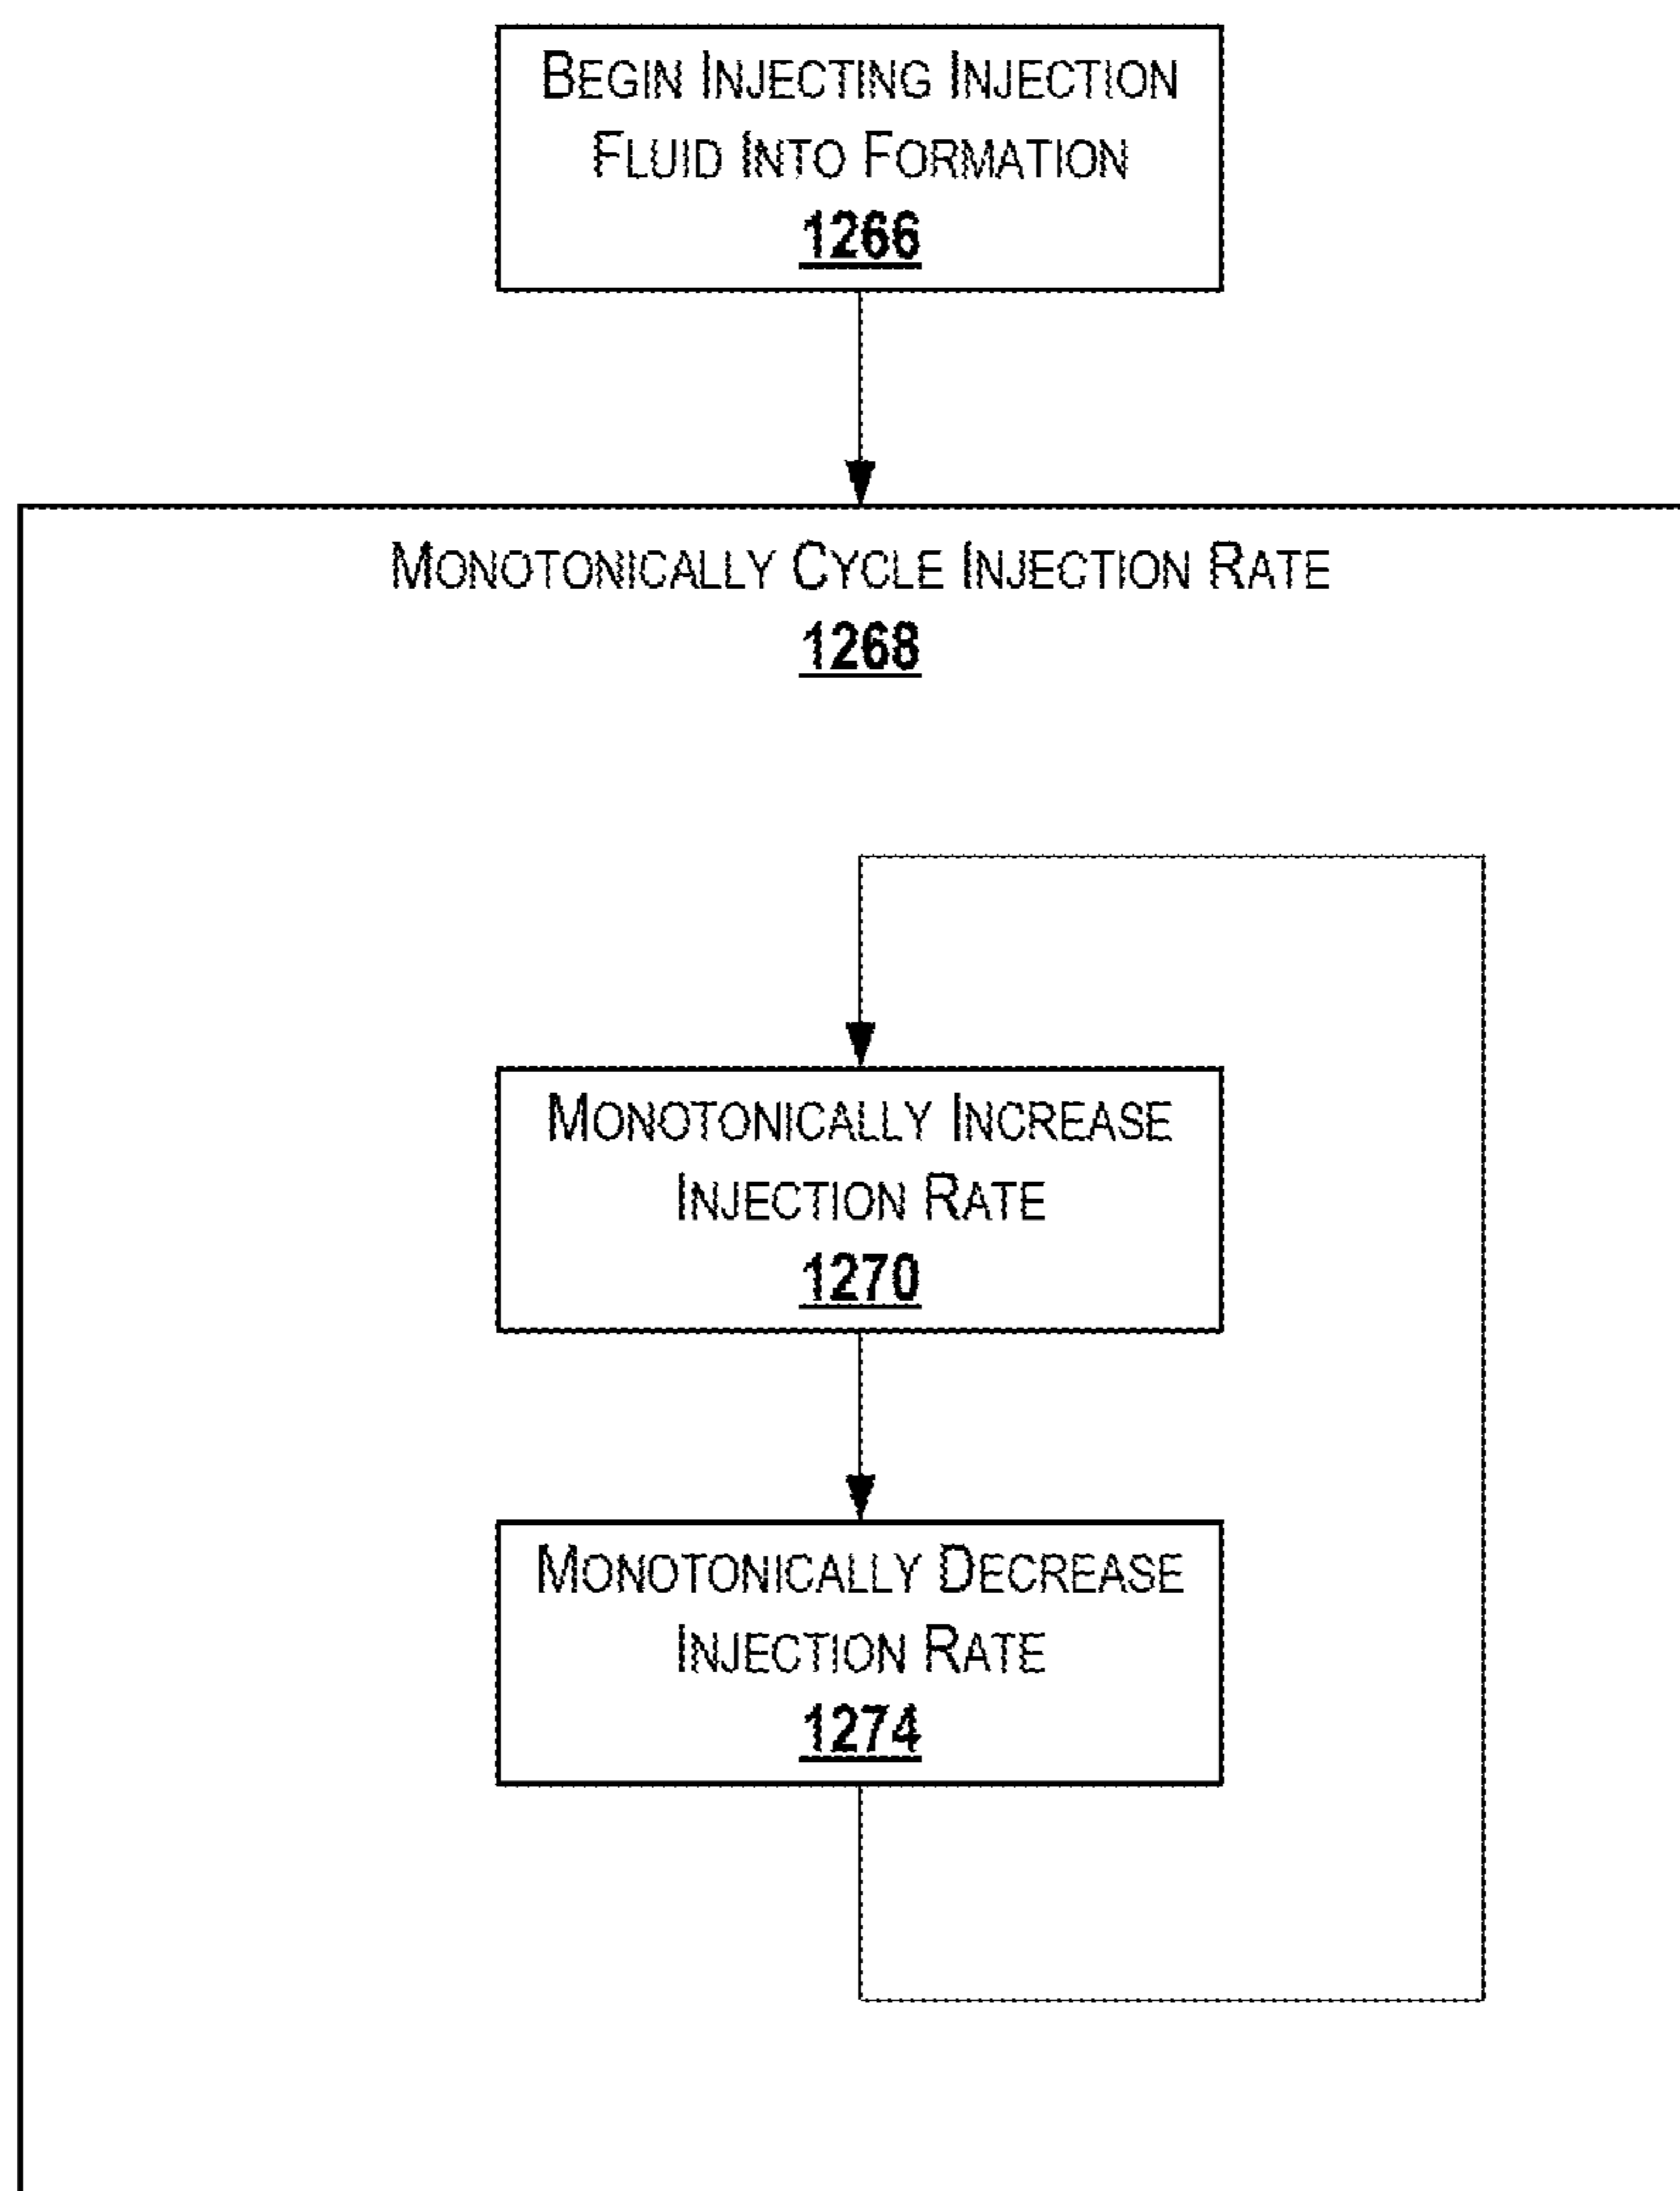 BEGIN INJECTING INJECTION
FLUID INTO FORMATION
1266
MONOTONICALLY CYCLE INJECTION RATE
1268
MONOTONICALLY INCREASE
INJECTION RATE
1270
MONOTONICALLY DECREASE
INJECTION RATE
1274